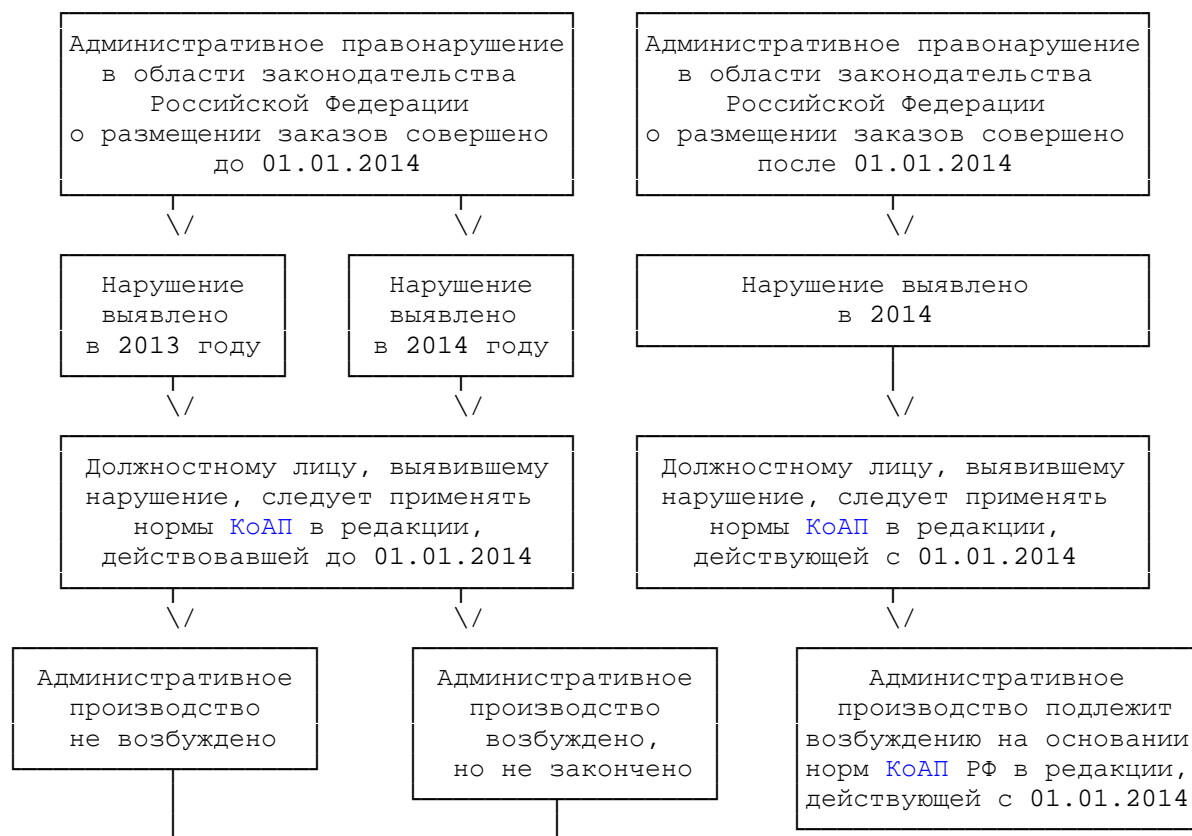 Административное правонарушение
в области законодательства
Российской Федерации
о размещении заказов совершено
до 01.01.2014
Административное правонарушение
в области законодательства
Российской Федерации
о размещении заказов совершено
после 01.01.2014
Нарушение
выявлено
в 2013 году
Нарушение
выявлено
в 2014 году
Нарушение выявлено
в 2014
Должностному лицу, выявившему
нарушение, следует применять
нормы КоАП в редакции,
действовавшей до 01.01.2014
Должностному лицу, выявившему
нарушение, следует применять
нормы КоАП в редакции,
действующей с 01.01.2014
Административное
производство
не возбуждено
Административное
производство
возбуждено,
но не закончено
Административное
производство подлежит
возбуждению на основании
норм КоАП РФ в редакции,
действующей с 01.01.2014